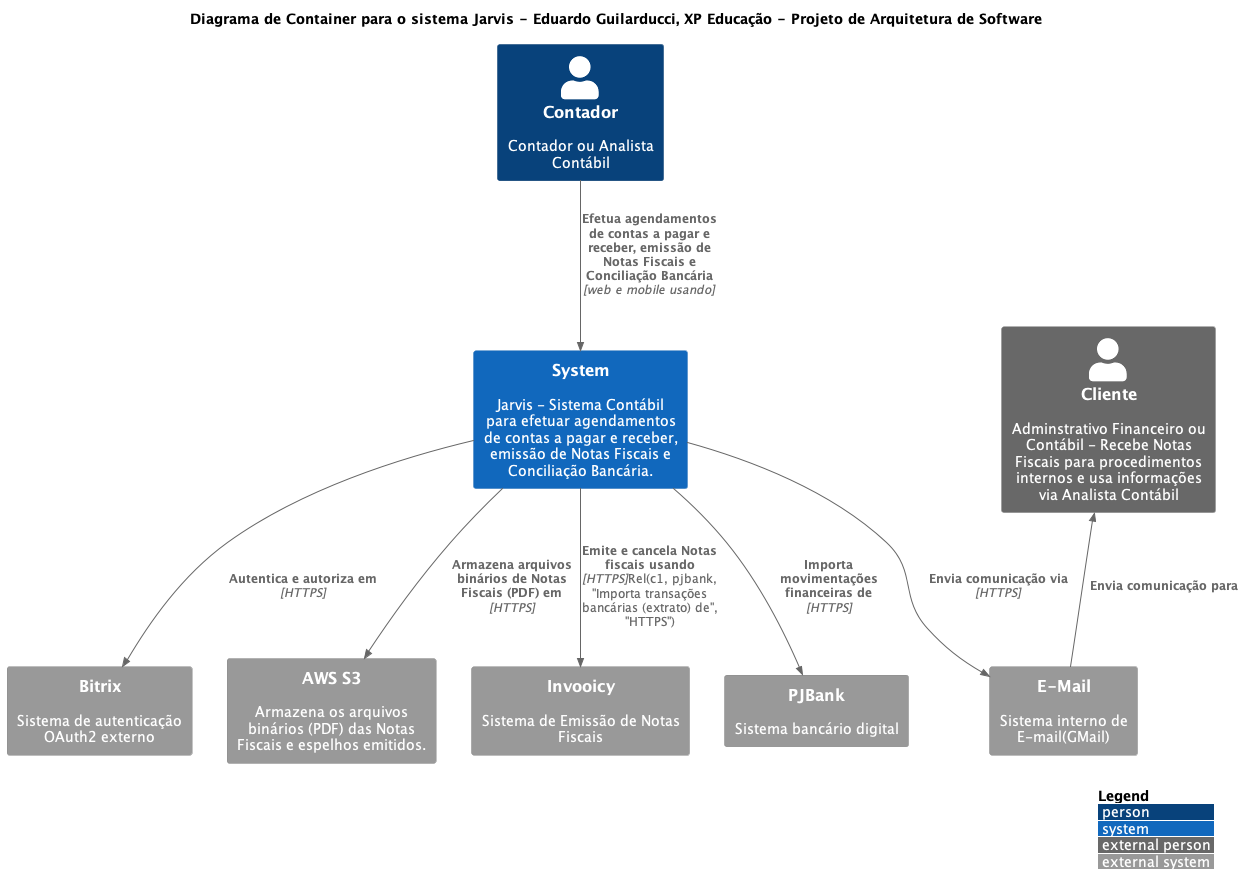 Diagrama de Container para o sistema Jarvis - Eduardo Guilarducci, XP Educação - Projeto de Arquitetura de Software
Contador
Contador ou Analista
Contábil
Efetua agendamentos
de contas a pagar e
receber, emissão de
Notas Fiscais e
Conciliação Bancária
[web e mobile usando]
System
Jarvis - Sistema Contábil
para efetuar agendamentos
de contas a pagar e receber,
emissão de Notas Fiscais e
Conciliação Bancária.
Cliente
Adminstrativo Financeiro ou
Contábil - Recebe Notas
Fiscais para procedimentos
internos e usa informações
via Analista Contábil
Autentica e autoriza em
[HTTPS]
Armazena arquivos
binários de Notas
Fiscais (PDF) em
[HTTPS]
Emite e cancela Notas
fiscais usando
[HTTPS]Rel(c1, pjbank,
"Importa transações
bancárias (extrato) de",
"HTTPS")
Importa
movimentações
financeiras de
[HTTPS]
Envia comunicação via
[HTTPS]
Envia comunicação para
Bitrix
Sistema de autenticação
OAuth2 externo
AWS S3
Armazena os arquivos
binários (PDF) das Notas
Fiscais e espelhos emitidos.
Invooicy
Sistema de Emissão de Notas
Fiscais
PJBank
Sistema bancário digital
E-Mail
Sistema interno de
E-mail(GMail)
Legend
person
system
external person
external system